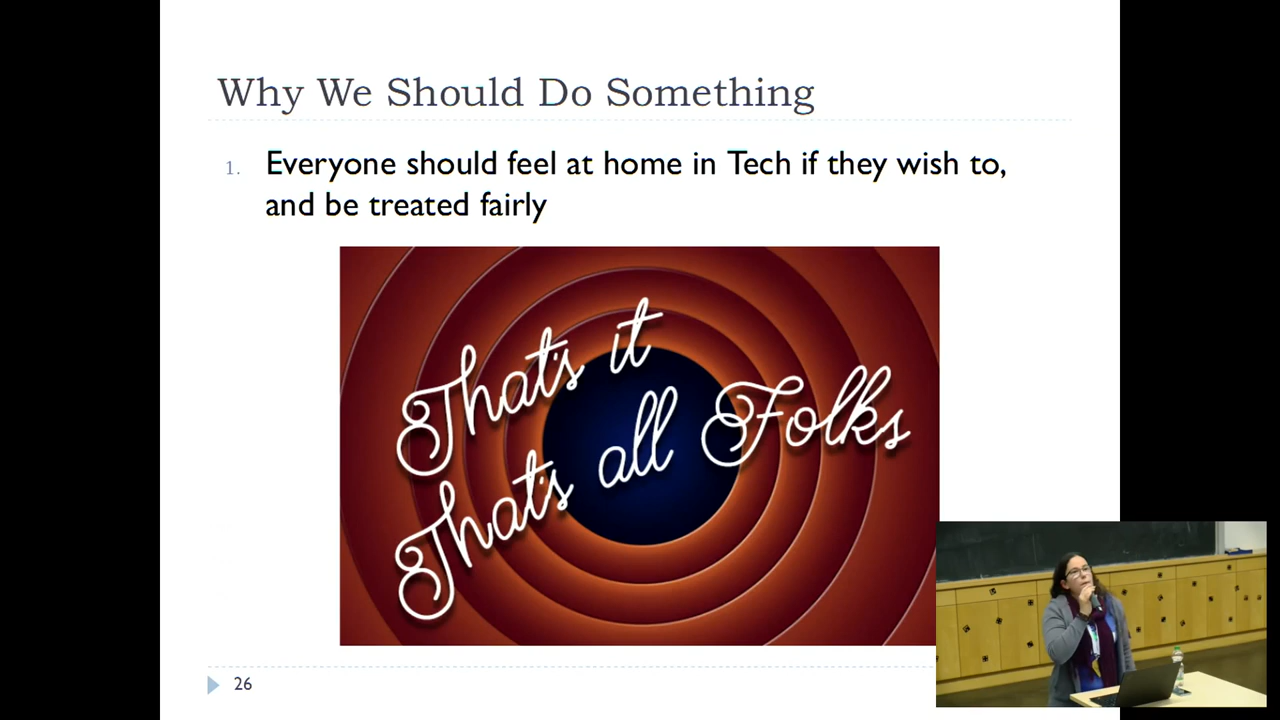 Why We Should Do Something
1. Everyone should feel at home in Tech if they wish to,
and be treated fairly
That's it
That's all Folks
26